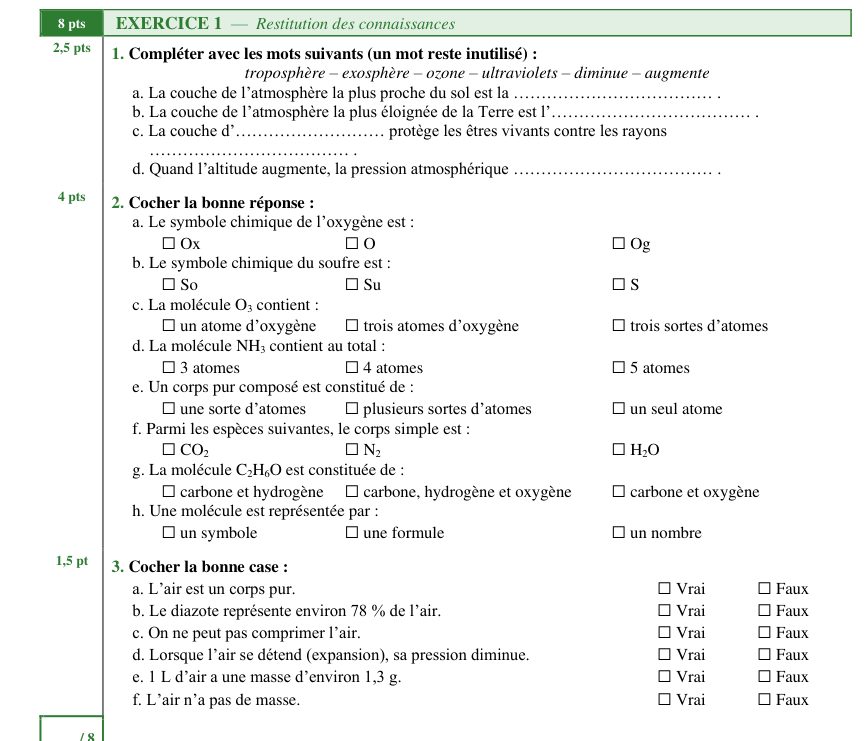 8 pts EXERCICE 1 — Restitution des connaissances
2,5 pts
1. Compléter avec les mots suivants (un mot reste inutilisé) :
troposphère – exosphère – ozone – ultraviolets – diminue – augmente
a. La couche de l’atmosphère la plus proche du sol est la ……………………………… .
b. La couche de l’atmosphère la plus éloignée de la Terre est l’……………………………… .
c. La couche d’……………………… protège les êtres vivants contre les rayons
……………………………… .
d. Quand l’altitude augmente, la pression atmosphérique ……………………………… .
4 pts
2. Cocher la bonne réponse :
a. Le symbole chimique de l’oxygène est :
☐ Ox ☐ O ☐ Og
b. Le symbole chimique du soufre est :
☐ So ☐ Su ☐ S
c. La molécule O₃ contient :
☐ un atome d’oxygène ☐ trois atomes d’oxygène ☐ trois sortes d’atomes
d. La molécule NH₃ contient au total :
☐ 3 atomes ☐ 4 atomes ☐ 5 atomes
e. Un corps pur composé est constitué de :
☐ une sorte d’atomes ☐ plusieurs sortes d’atomes ☐ un seul atome
f. Parmi les espèces suivantes, le corps simple est :
☐ CO₂ ☐ N₂ ☐ H₂O
g. La molécule C₂H₆O est constituée de :
☐ carbone et hydrogène ☐ carbone, hydrogène et oxygène ☐ carbone et oxygène
h. Une molécule est représentée par :
☐ un symbole ☐ une formule ☐ un nombre
1,5 pt
3. Cocher la bonne case :
a. L’air est un corps pur. ☐ Vrai ☐ Faux
b. Le diazote représente environ 78 % de l’air. ☐ Vrai ☐ Faux
c. On ne peut pas comprimer l’air. ☐ Vrai ☐ Faux
d. Lorsque l’air se détend (expansion), sa pression diminue. ☐ Vrai ☐ Faux
e. 1 L d’air a une masse d’environ 1,3 g. ☐ Vrai ☐ Faux
f. L’air n’a pas de masse. ☐ Vrai ☐ Faux
/ 8